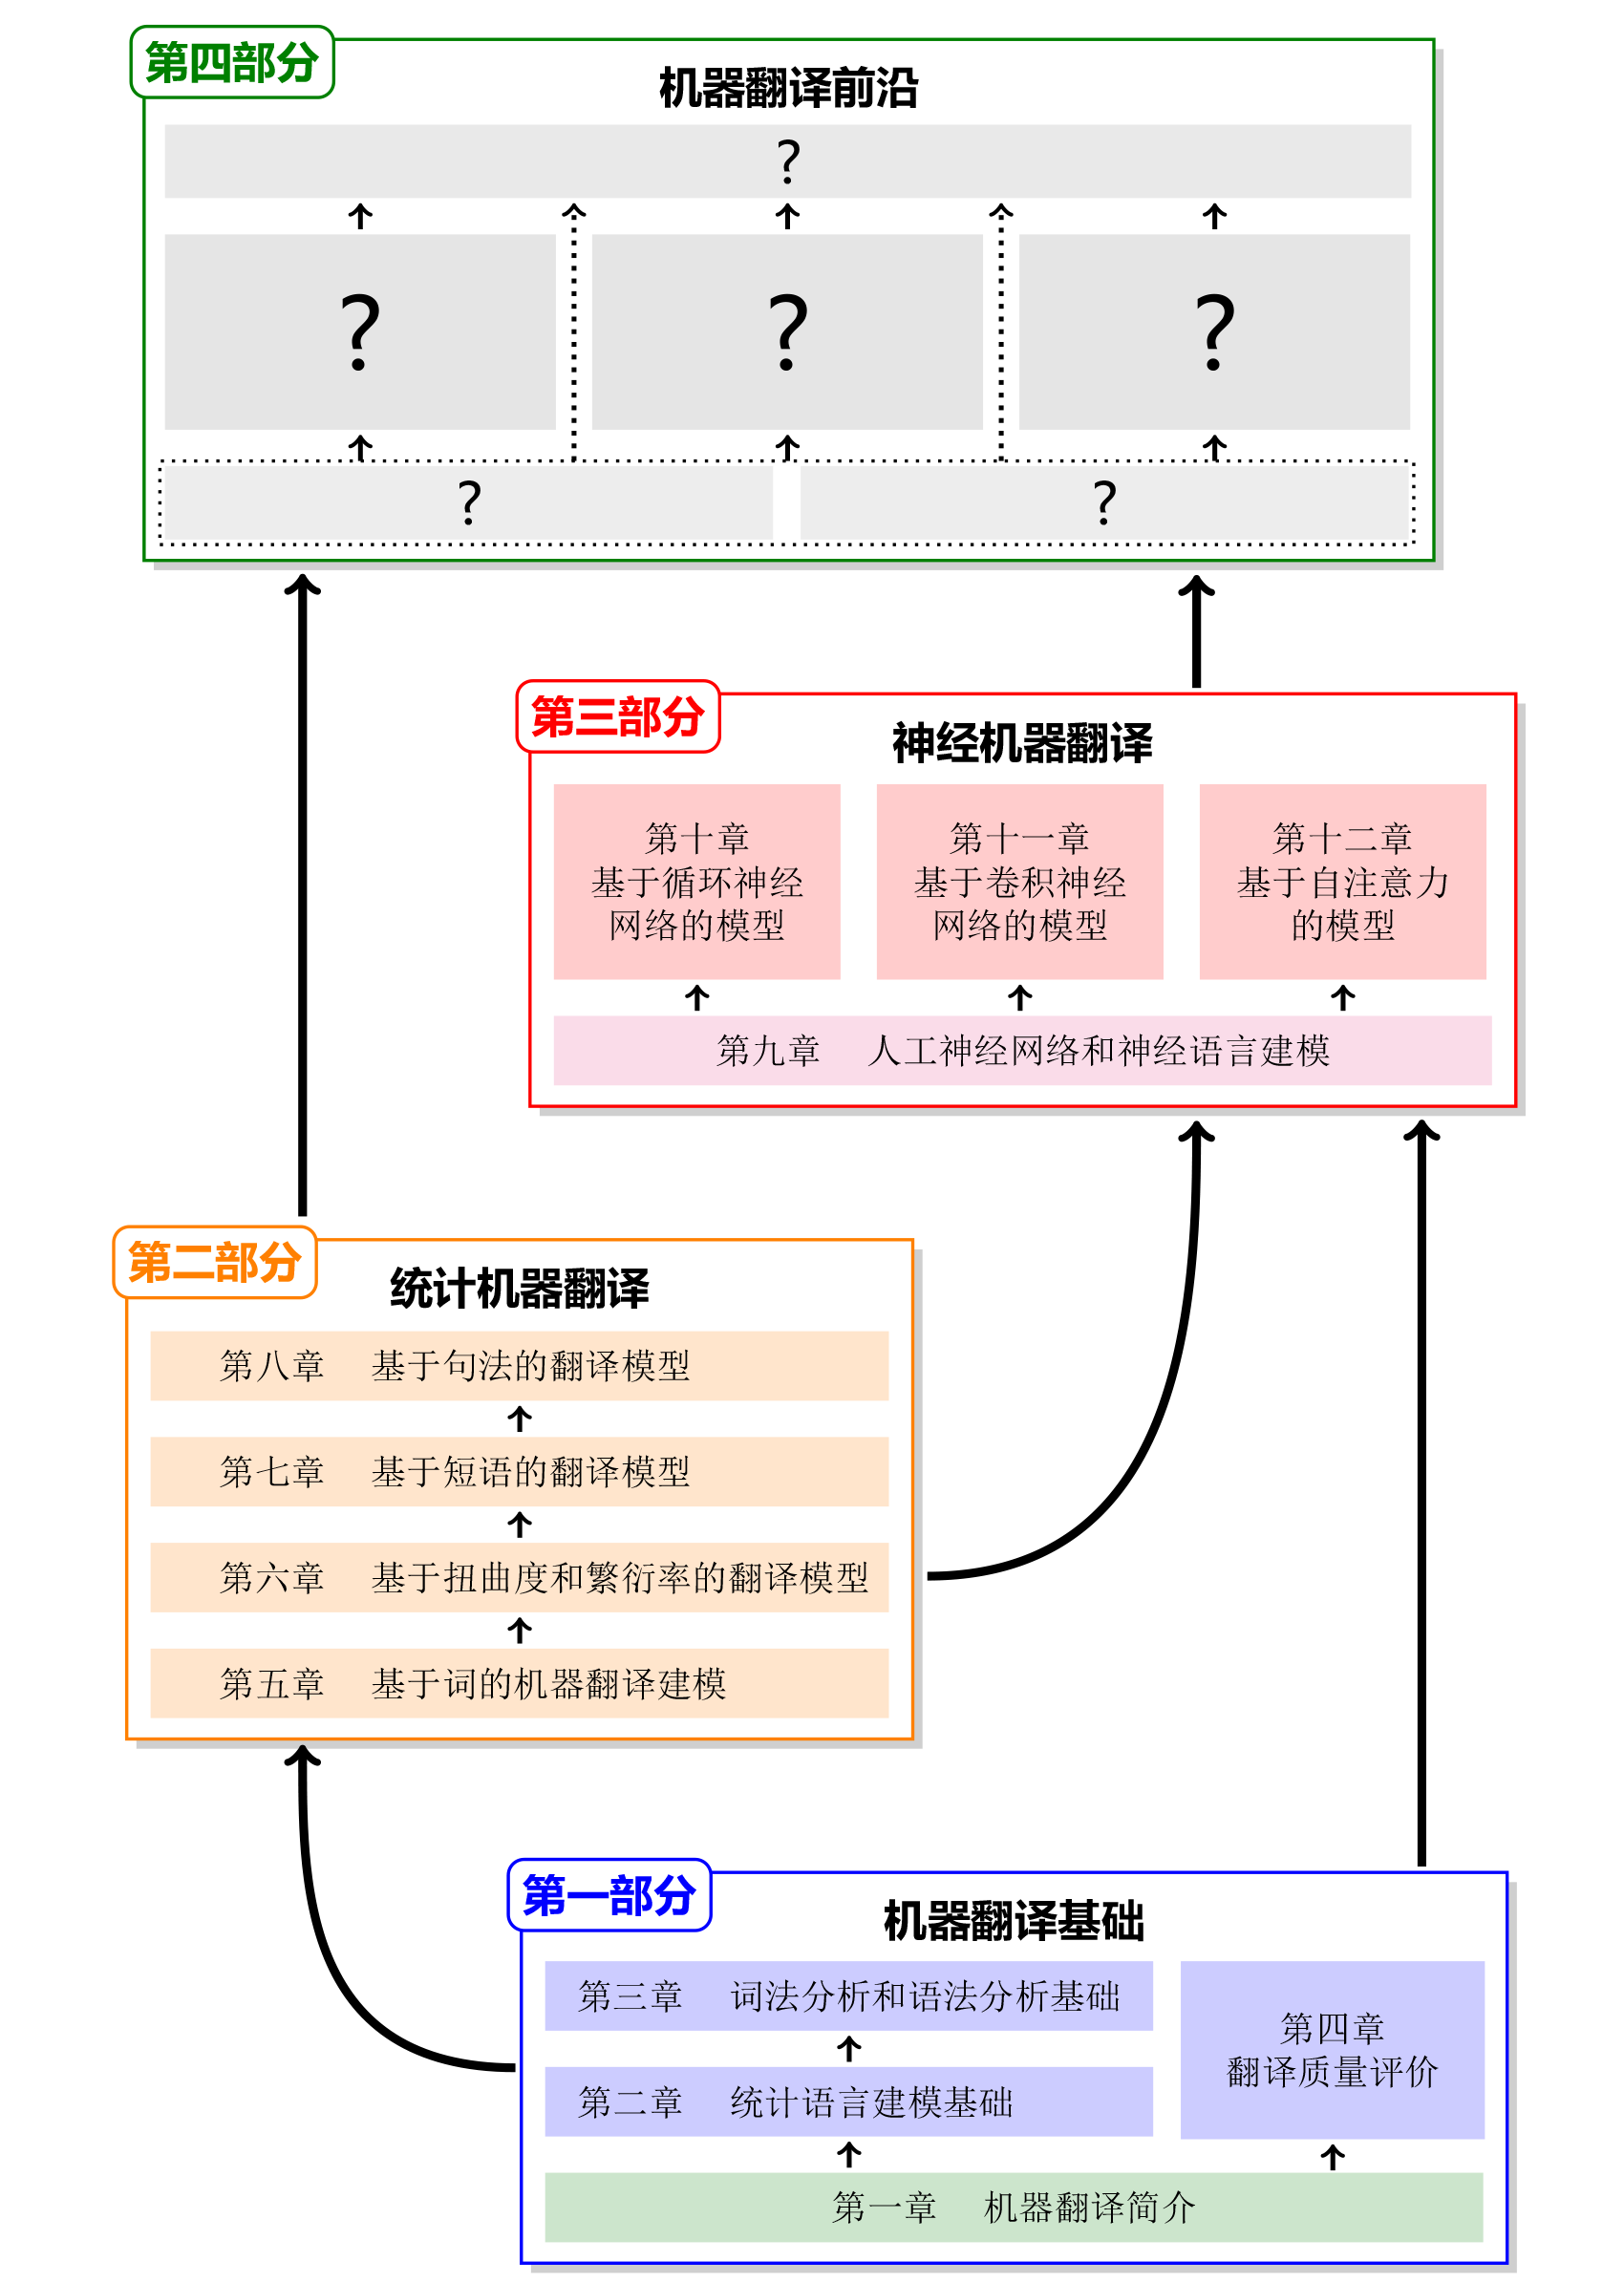 第四部分
机器翻译前沿
?
? ? ?
? ?
第三部分
神经机器翻译
第十章
基于循环神经
网络的模型
第十一章
基于卷积神经
网络的模型
第十二章
基于自注意力
的模型
第九章 人工神经网络和神经语言建模
第二部分
统计机器翻译
第八章 基于句法的翻译模型
第七章 基于短语的翻译模型
第六章 基于扭曲度和繁衍率的翻译模型
第五章 基于词的机器翻译建模
第一部分
机器翻译基础
第三章 词法分析和语法分析基础
第四章
翻译质量评价
第二章 统计语言建模基础
第一章 机器翻译简介